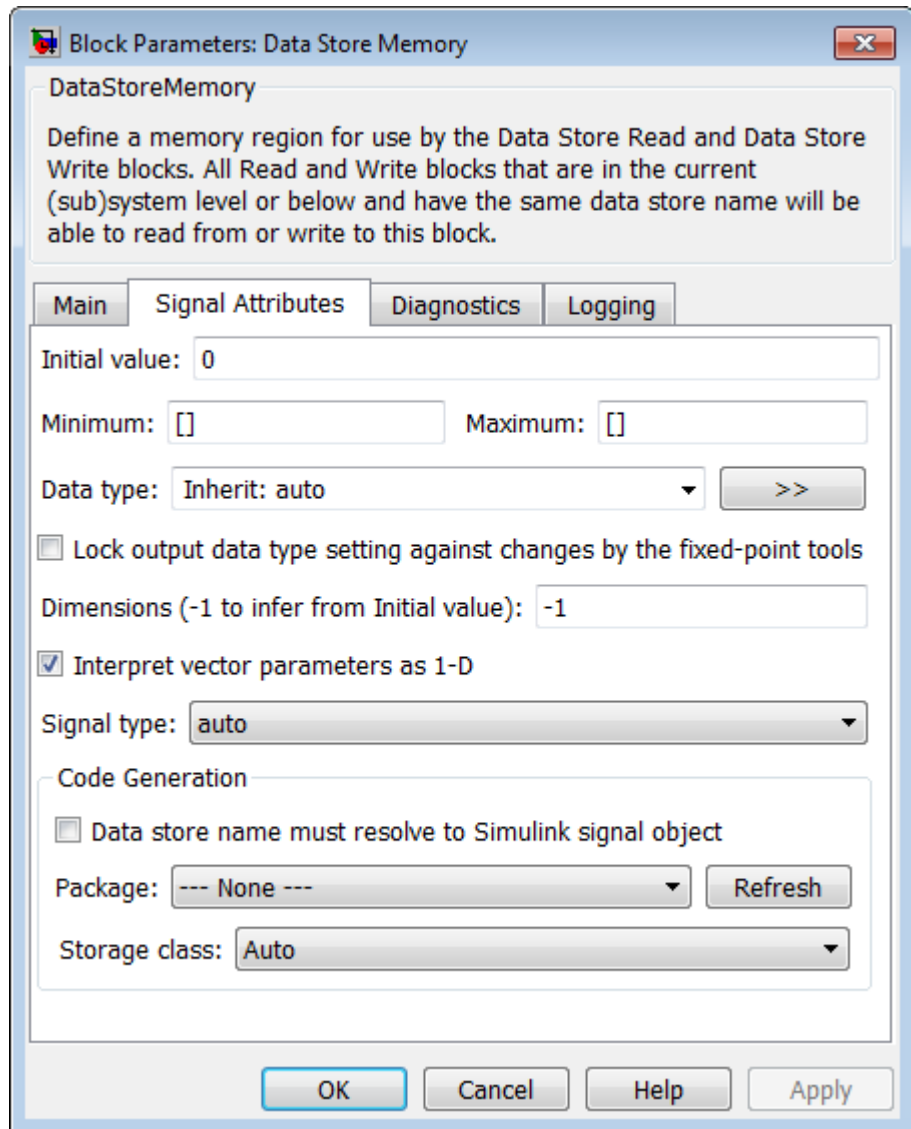 Block Parameters: Data Store Memory
DataStoreMemory
Define a memory region for use by the Data Store Read and Data Store
Write blocks. All Read and Write blocks that are in the current
(sub)system level or below and have the same data store name will be
able to read from or write to this block.
Main Signal Attributes Diagnostics Logging
Initial value: 0
Minimum: [] Maximum: []
Data type: Inherit: auto >>
Lock output data type setting against changes by the fixed-point tools
Dimensions (-1 to infer from Initial value): -1
Interpret vector parameters as 1-D
Signal type: auto
Code Generation
Data store name must resolve to Simulink signal object
Package: --- None --- Refresh
Storage class: Auto
OK Cancel Help Apply